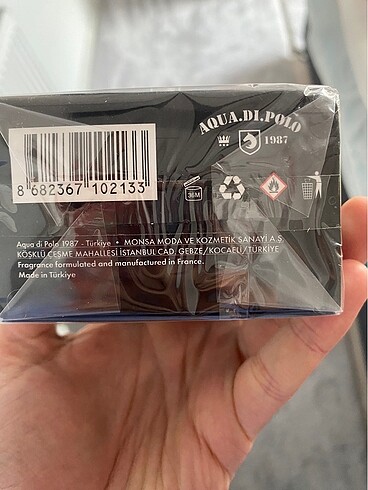 AQUA.DI.POLO
1987
8 682367 102133
36M
Aqua di Polo 1987 - Türkiye • MONSA MODA VE KOZMETİK SANAYİ A.Ş.
KÖŞKLÜ ÇEŞME MAHALLESİ İSTANBUL CAD. GEBZE/KOCAELİ/TÜRKİYE
Fragrance formulated and manufactured in France.
Made in Türkiye